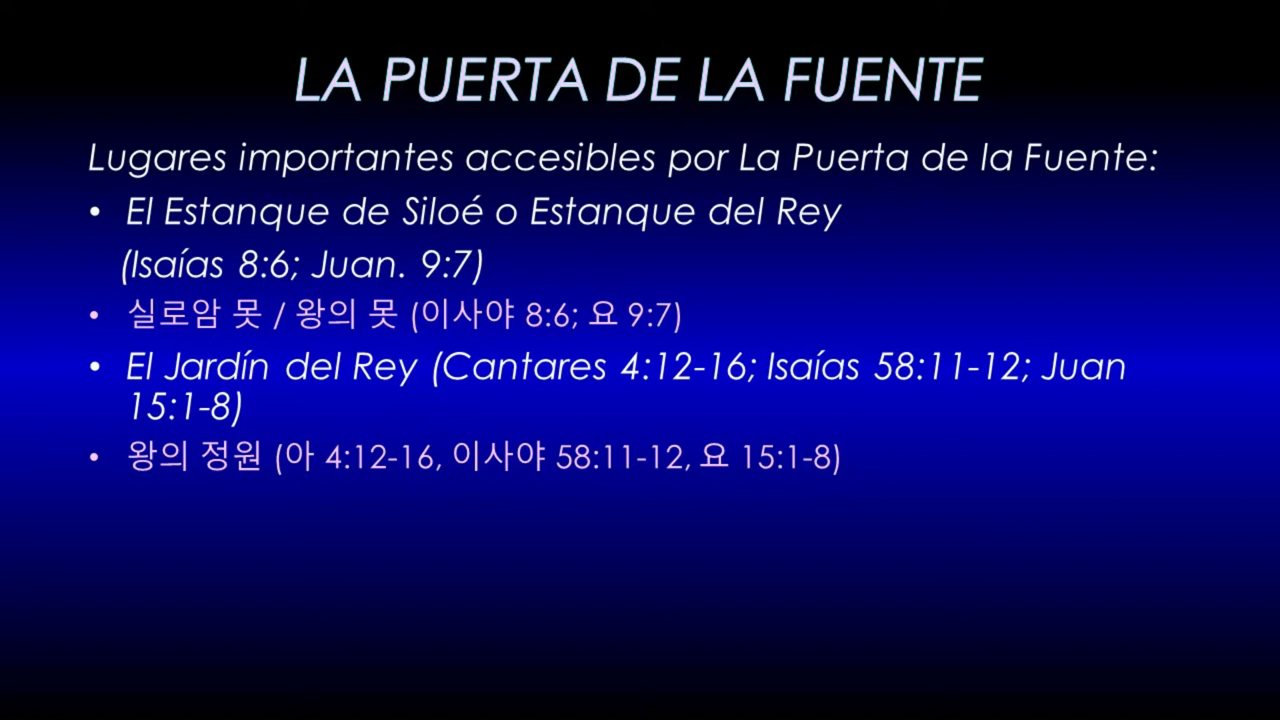 LA PUERTA DE LA FUENTE
Lugares importantes accesibles por La Puerta de la Fuente:
• El Estanque de Siloé o Estanque del Rey
(Isaías 8:6; Juan. 9:7)
• 실로암 못 / 왕의 못 (이사야 8:6; 요 9:7)
• El Jardín del Rey (Cantares 4:12-16; Isaías 58:11-12; Juan
15:1-8)
• 왕의 정원 (아 4:12-16, 이사야 58:11-12, 요 15:1-8)